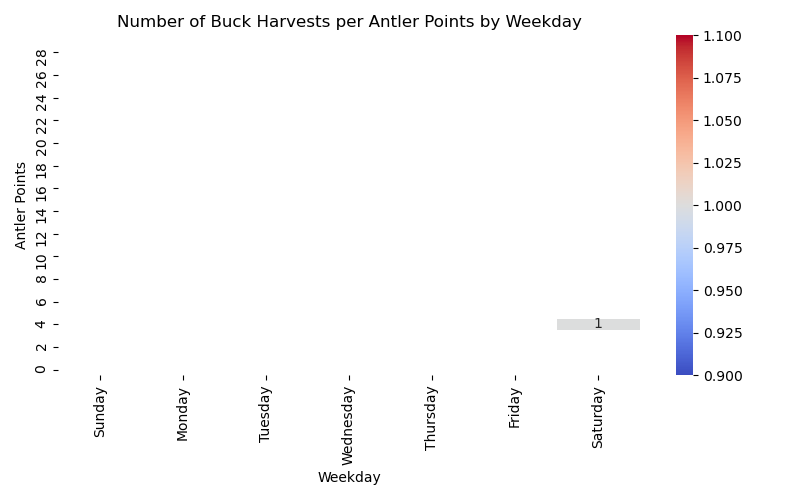 Number of Buck Harvests per Antler Points by Weekday
Antler Points
28
26
24
22
20
18
16
14
12
10
8
6
4
2
0
1
Sunday
Monday
Tuesday
Wednesday
Thursday
Friday
Saturday
Weekday
1.100
1.075
1.050
1.025
1.000
0.975
0.950
0.925
0.900